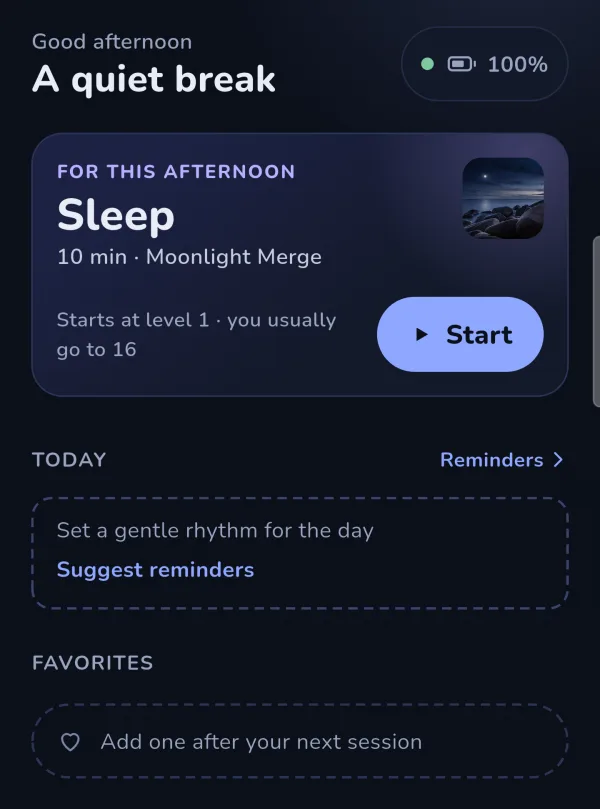 Good afternoon
A quiet break
100%
FOR THIS AFTERNOON
Sleep
10 min · Moonlight Merge
Starts at level 1 · you usually
go to 16
Start
TODAY
Reminders
Set a gentle rhythm for the day
Suggest reminders
FAVORITES
Add one after your next session